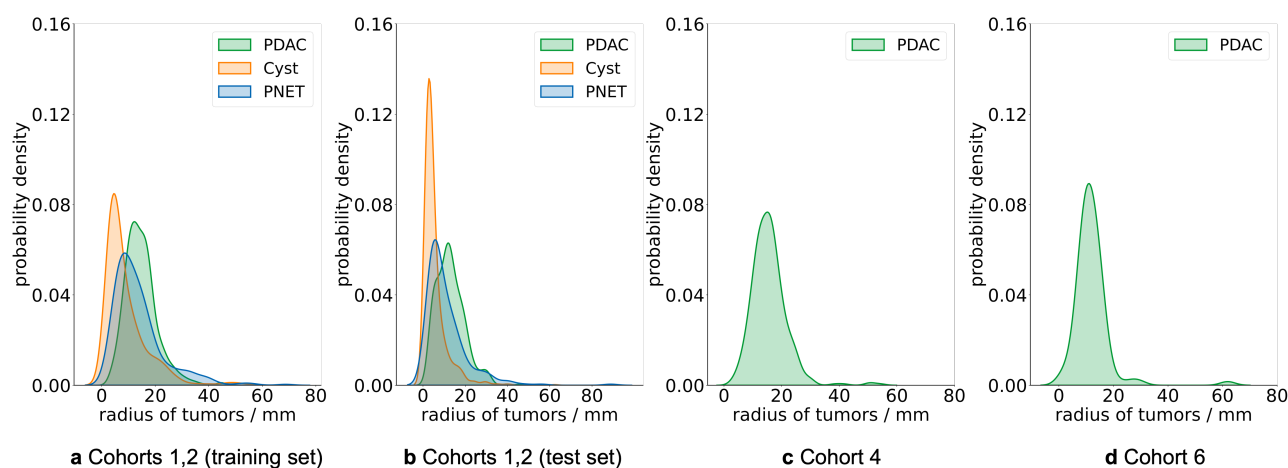 0.16
0.12
0.08
0.04
0.00
probability density
0 20 40 60 80
radius of tumors / mm
PDAC
Cyst
PNET
a Cohorts 1,2 (training set)
0.16
0.12
0.08
0.04
0.00
probability density
0 20 40 60 80
radius of tumors / mm
PDAC
Cyst
PNET
b Cohorts 1,2 (test set)
0.16
0.12
0.08
0.04
0.00
probability density
0 20 40 60 80
radius of tumors / mm
PDAC
c Cohort 4
0.16
0.12
0.08
0.04
0.00
probability density
0 20 40 60 80
radius of tumors / mm
PDAC
d Cohort 6